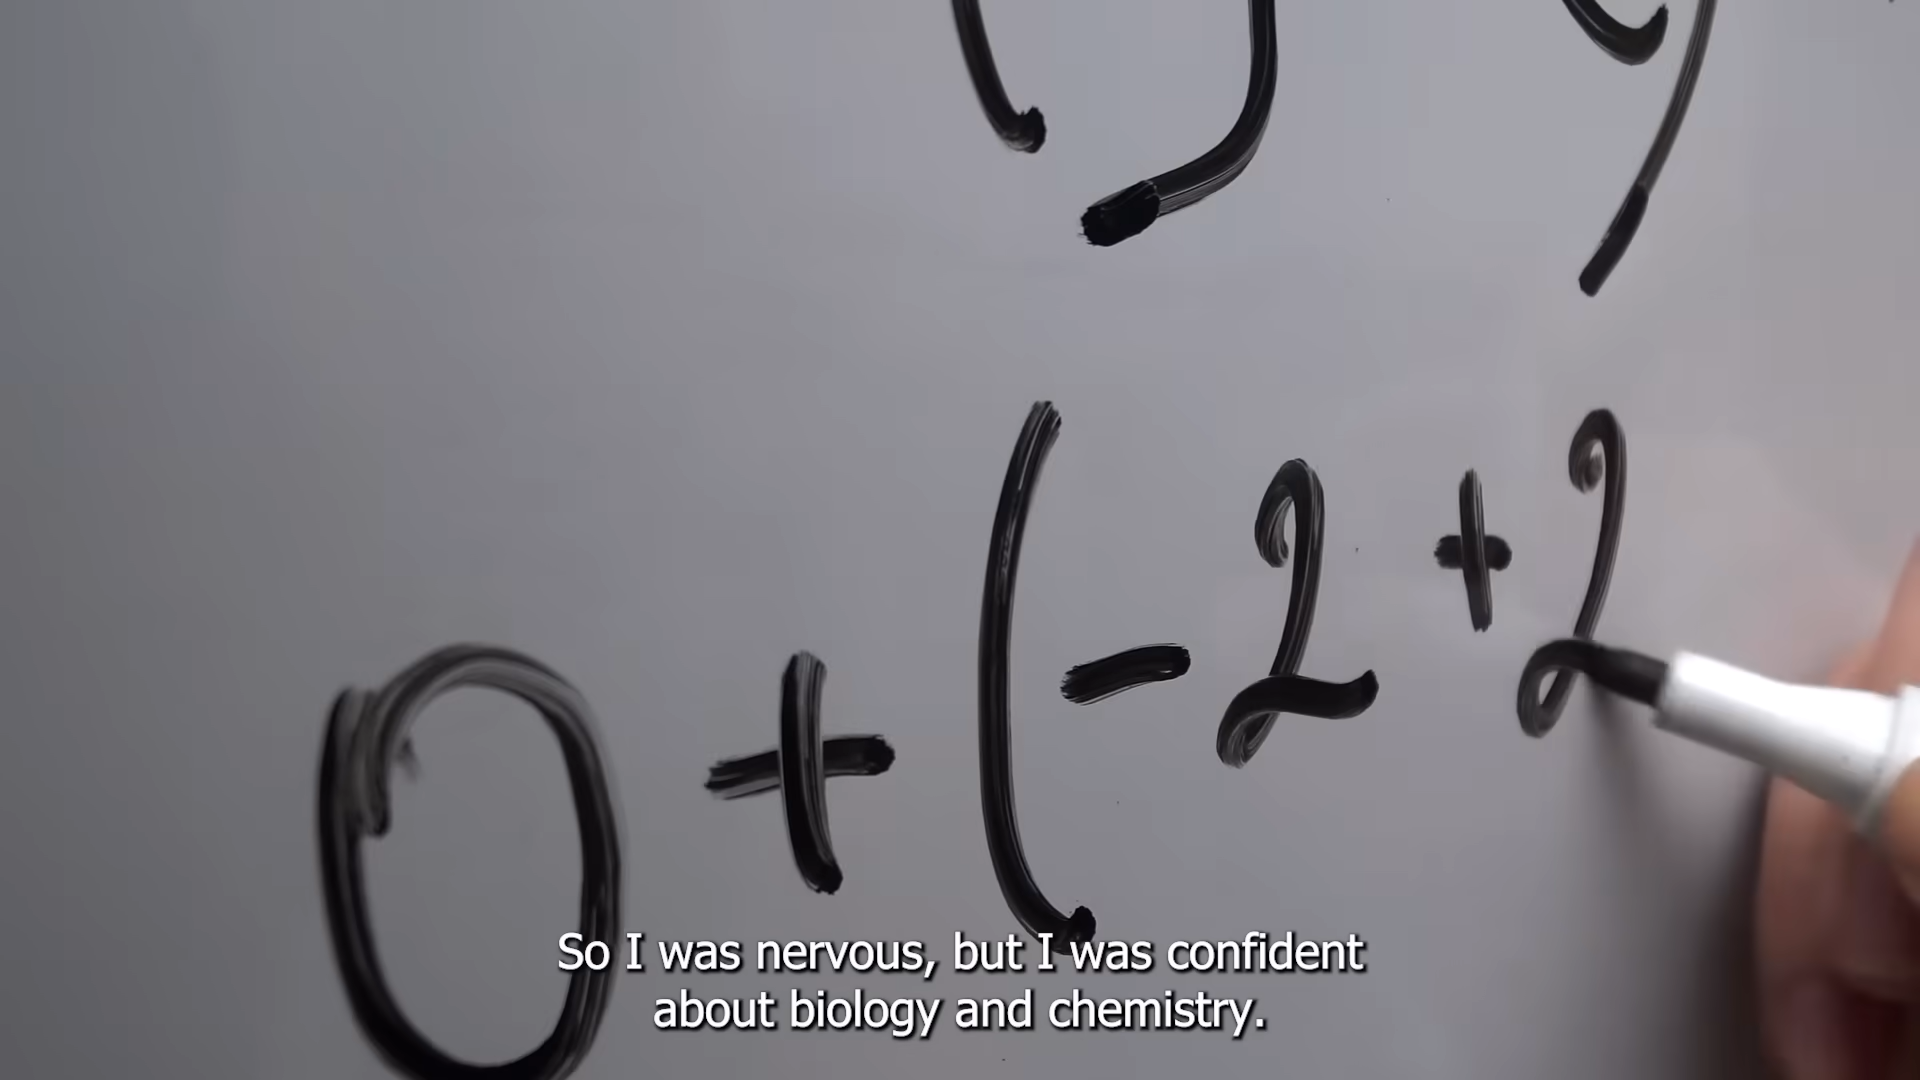 0 + (-2 + 2
So I was nervous, but I was confident
about biology and chemistry.